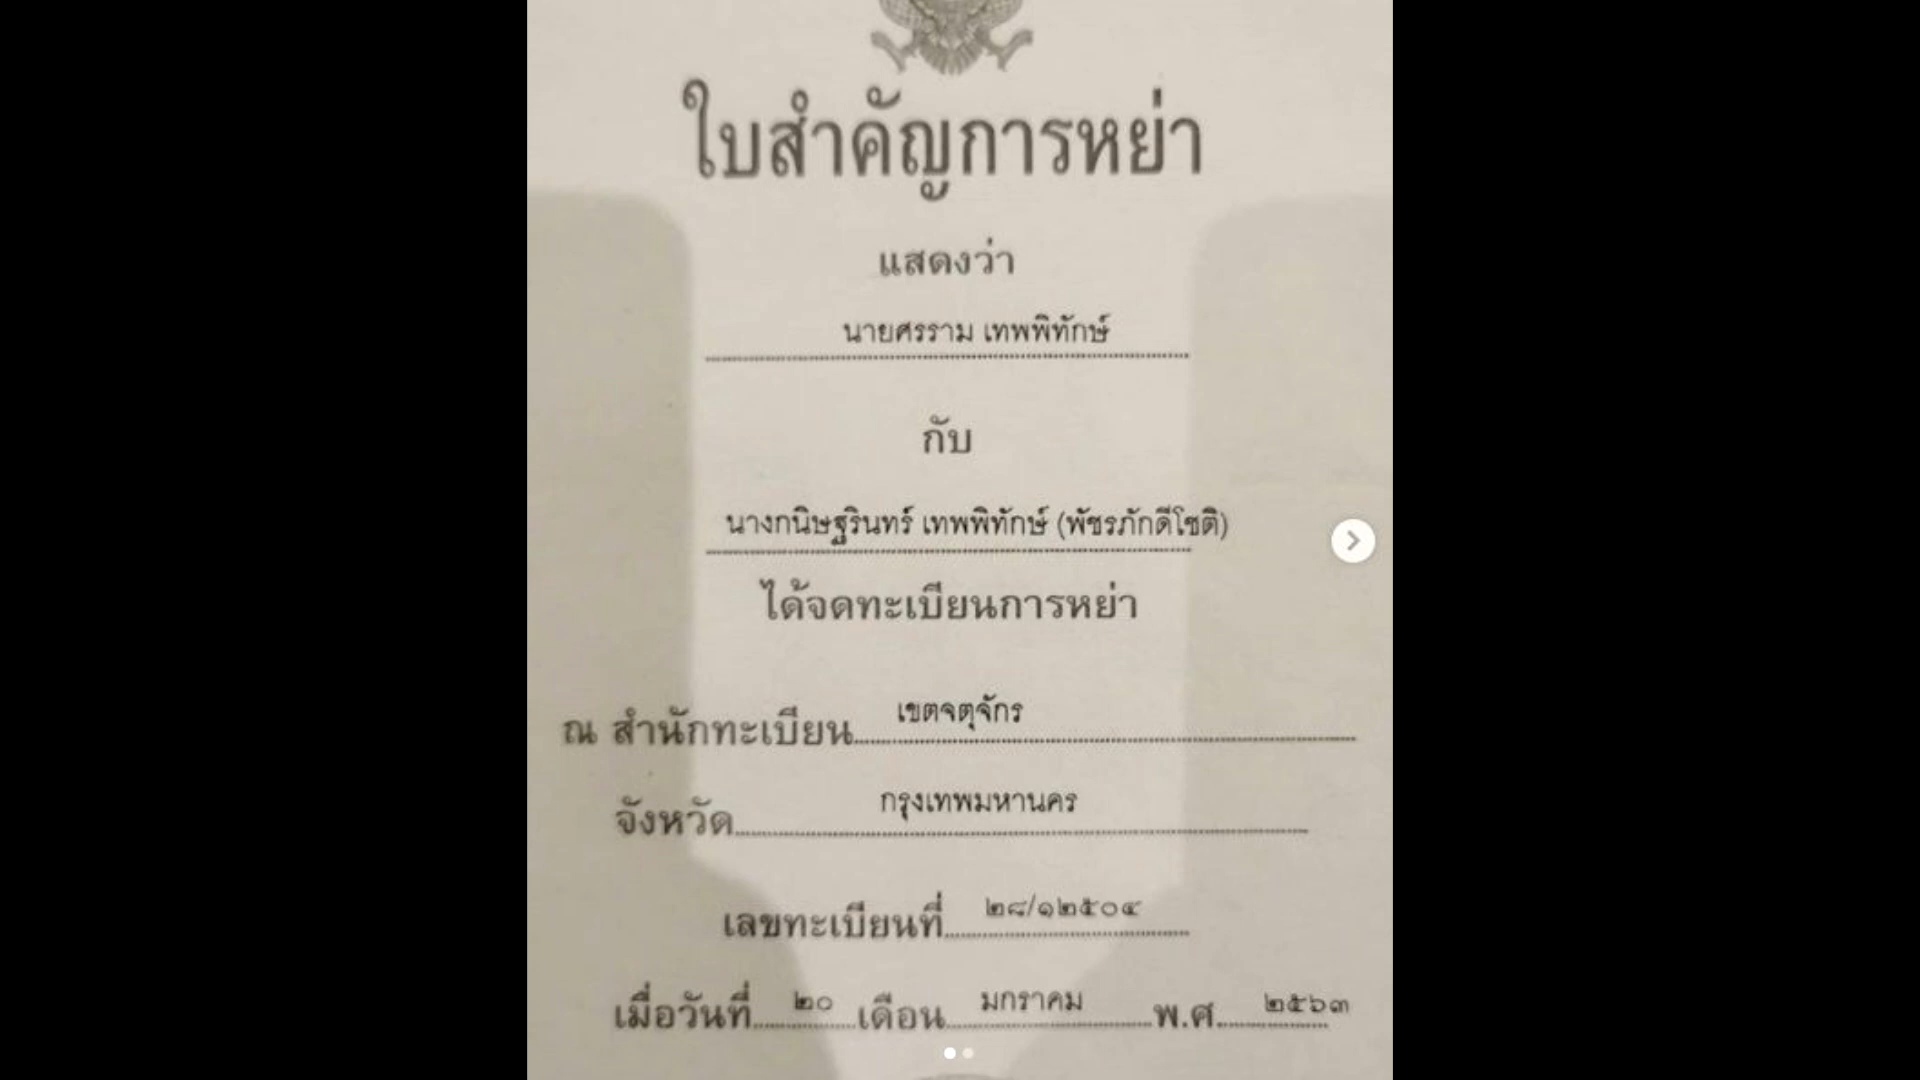 ใบสำคัญการหย่า
แสดงว่า
นายศรราม เทพพิทักษ์
กับ
นางกนิษฐรินทร์ เทพพิทักษ์ (พัชรภักดีโชติ)
ได้จดทะเบียนการหย่า
ณ สำนักทะเบียน เขตจตุจักร
จังหวัด กรุงเทพมหานคร
เลขทะเบียนที่ ๒๘/๑๒๕๐๔
เมื่อวันที่ ๒๐ เดือน มกราคม พ.ศ. ๒๕๖๓